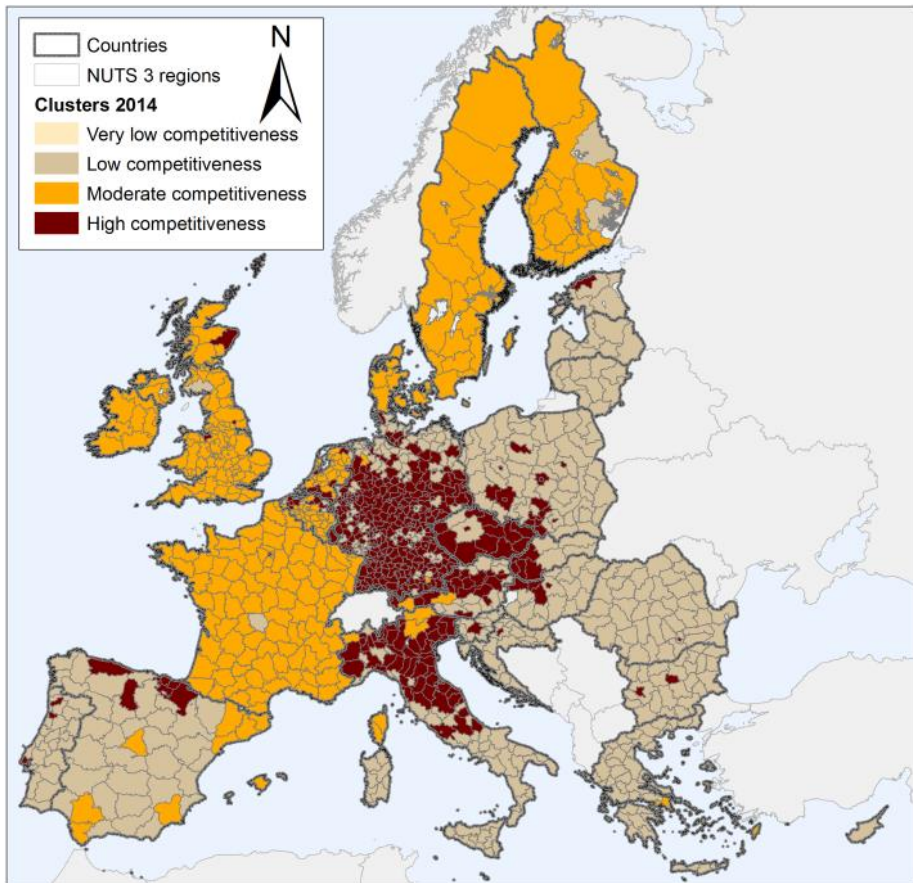 N
Countries
NUTS 3 regions
Clusters 2014
Very low competitiveness
Low competitiveness
Moderate competitiveness
High competitiveness